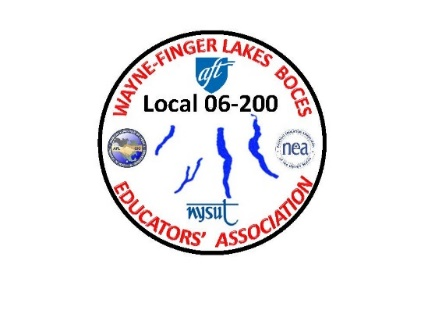 WAYNE-FINGER LAKES BOCES
aft
Local 06-200
nea
nysut
EDUCATORS' ASSOCIATION